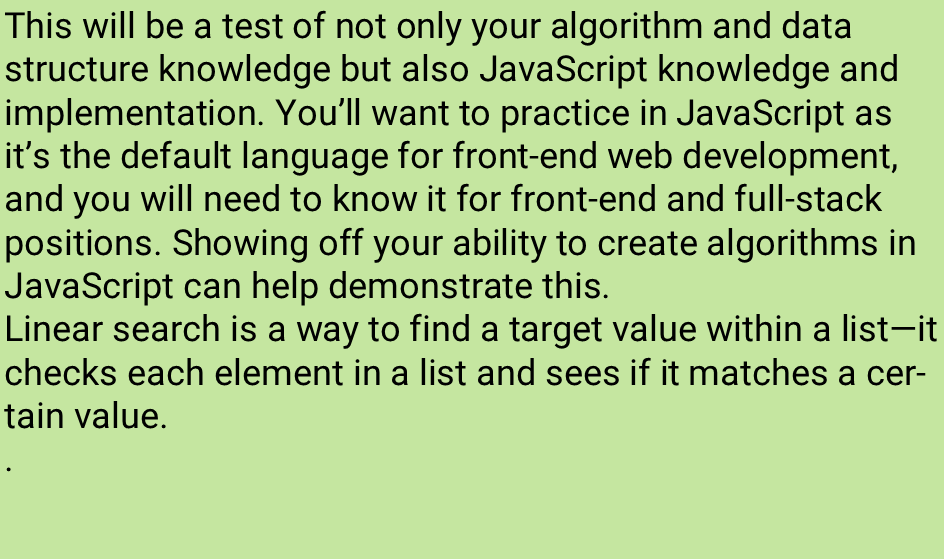 This will be a test of not only your algorithm and data
structure knowledge but also JavaScript knowledge and
implementation. You’ll want to practice in JavaScript as
it’s the default language for front-end web development,
and you will need to know it for front-end and full-stack
positions. Showing off your ability to create algorithms in
JavaScript can help demonstrate this.
Linear search is a way to find a target value within a list—it
checks each element in a list and sees if it matches a cer-
tain value.
.